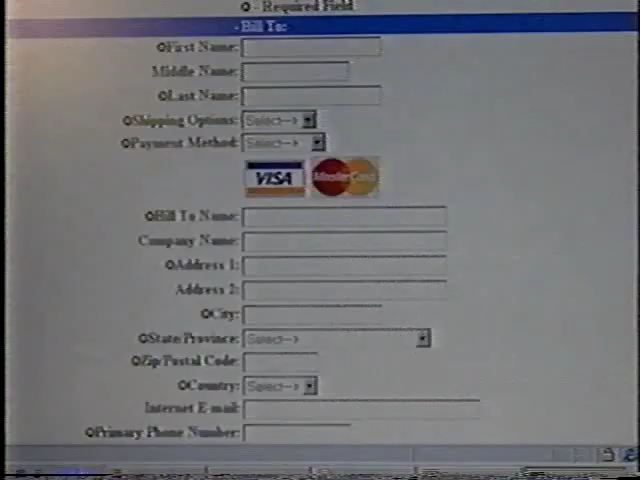 - Required Field
- Bill To:
First Name:
Middle Name:
Last Name:
Shipping Options: Select-->
Payment Method: Select-->
VISA MasterCard
Bill To Name:
Company Name:
Address 1:
Address 2:
City:
State/Province: Select-->
Zip/Postal Code:
Country: Select-->
Internet E-mail:
Primary Phone Number: